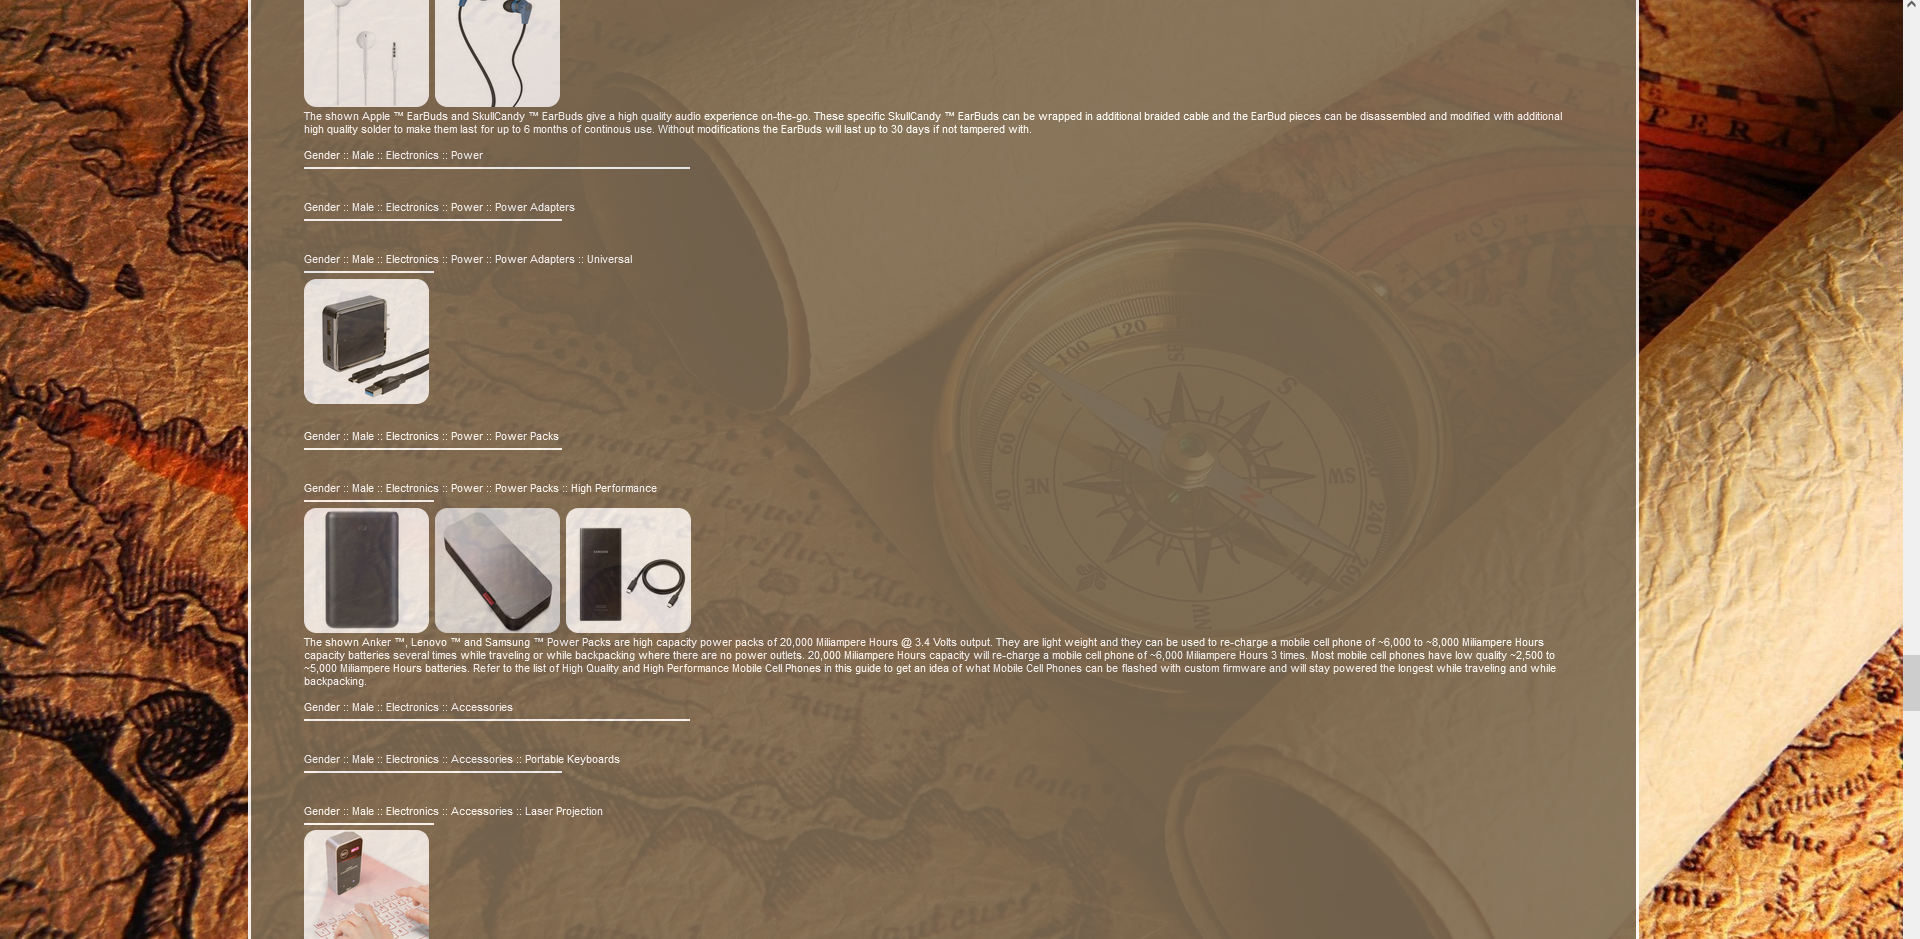 The shown Apple ™ EarBuds and SkullCandy ™ EarBuds give a high quality audio experience on-the-go. These specific SkullCandy ™ EarBuds can be wrapped in additional braided cable and the EarBud pieces can be disassembled and modified with additional
high quality solder to make them last for up to 6 months of continous use. Without modifications the EarBuds will last up to 30 days if not tampered with.
Gender :: Male :: Electronics :: Power
Gender :: Male :: Electronics :: Power :: Power Adapters
Gender :: Male :: Electronics :: Power :: Power Adapters :: Universal
120
100
80
60
40
SE
S
SW
NE
240
260
Gender :: Male :: Electronics :: Power :: Power Packs
Gender :: Male :: Electronics :: Power :: Power Packs :: High Performance
SAMSUNG
The shown Anker ™, Lenovo ™ and Samsung ™ Power Packs are high capacity power packs of 20,000 Miliampere Hours @ 3.4 Volts output. They are light weight and they can be used to re-charge a mobile cell phone of ~6,000 to ~8,000 Miliampere Hours
capacity batteries several times while traveling or while backpacking where there are no power outlets. 20,000 Miliampere Hours capacity will re-charge a mobile cell phone of ~6,000 Miliampere Hours 3 times. Most mobile cell phones have low quality ~2,500 to
~5,000 Miliampere Hours batteries. Refer to the list of High Quality and High Performance Mobile Cell Phones in this guide to get an idea of what Mobile Cell Phones can be flashed with custom firmware and will stay powered the longest while traveling and while
backpacking.
Gender :: Male :: Electronics :: Accessories
Gender :: Male :: Electronics :: Accessories :: Portable Keyboards
Gender :: Male :: Electronics :: Accessories :: Laser Projection